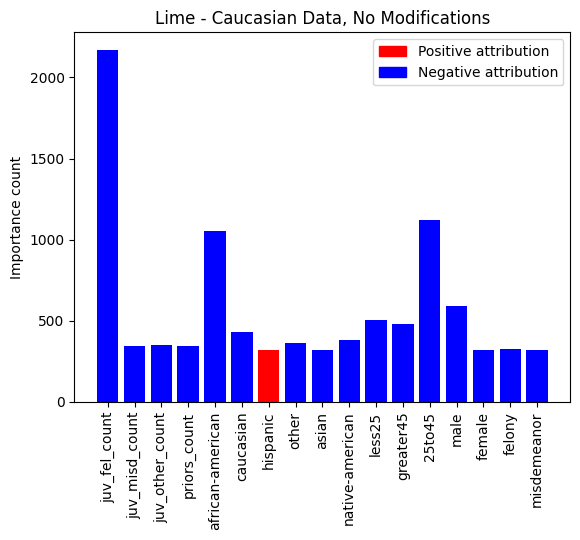 Lime - Caucasian Data, No Modifications
Positive attribution
Negative attribution
Importance count
2000
1500
1000
500
0
juv_fel_count
juv_misd_count
juv_other_count
priors_count
african-american
caucasian
hispanic
other
asian
native-american
less25
greater45
25to45
male
female
felony
misdemeanor